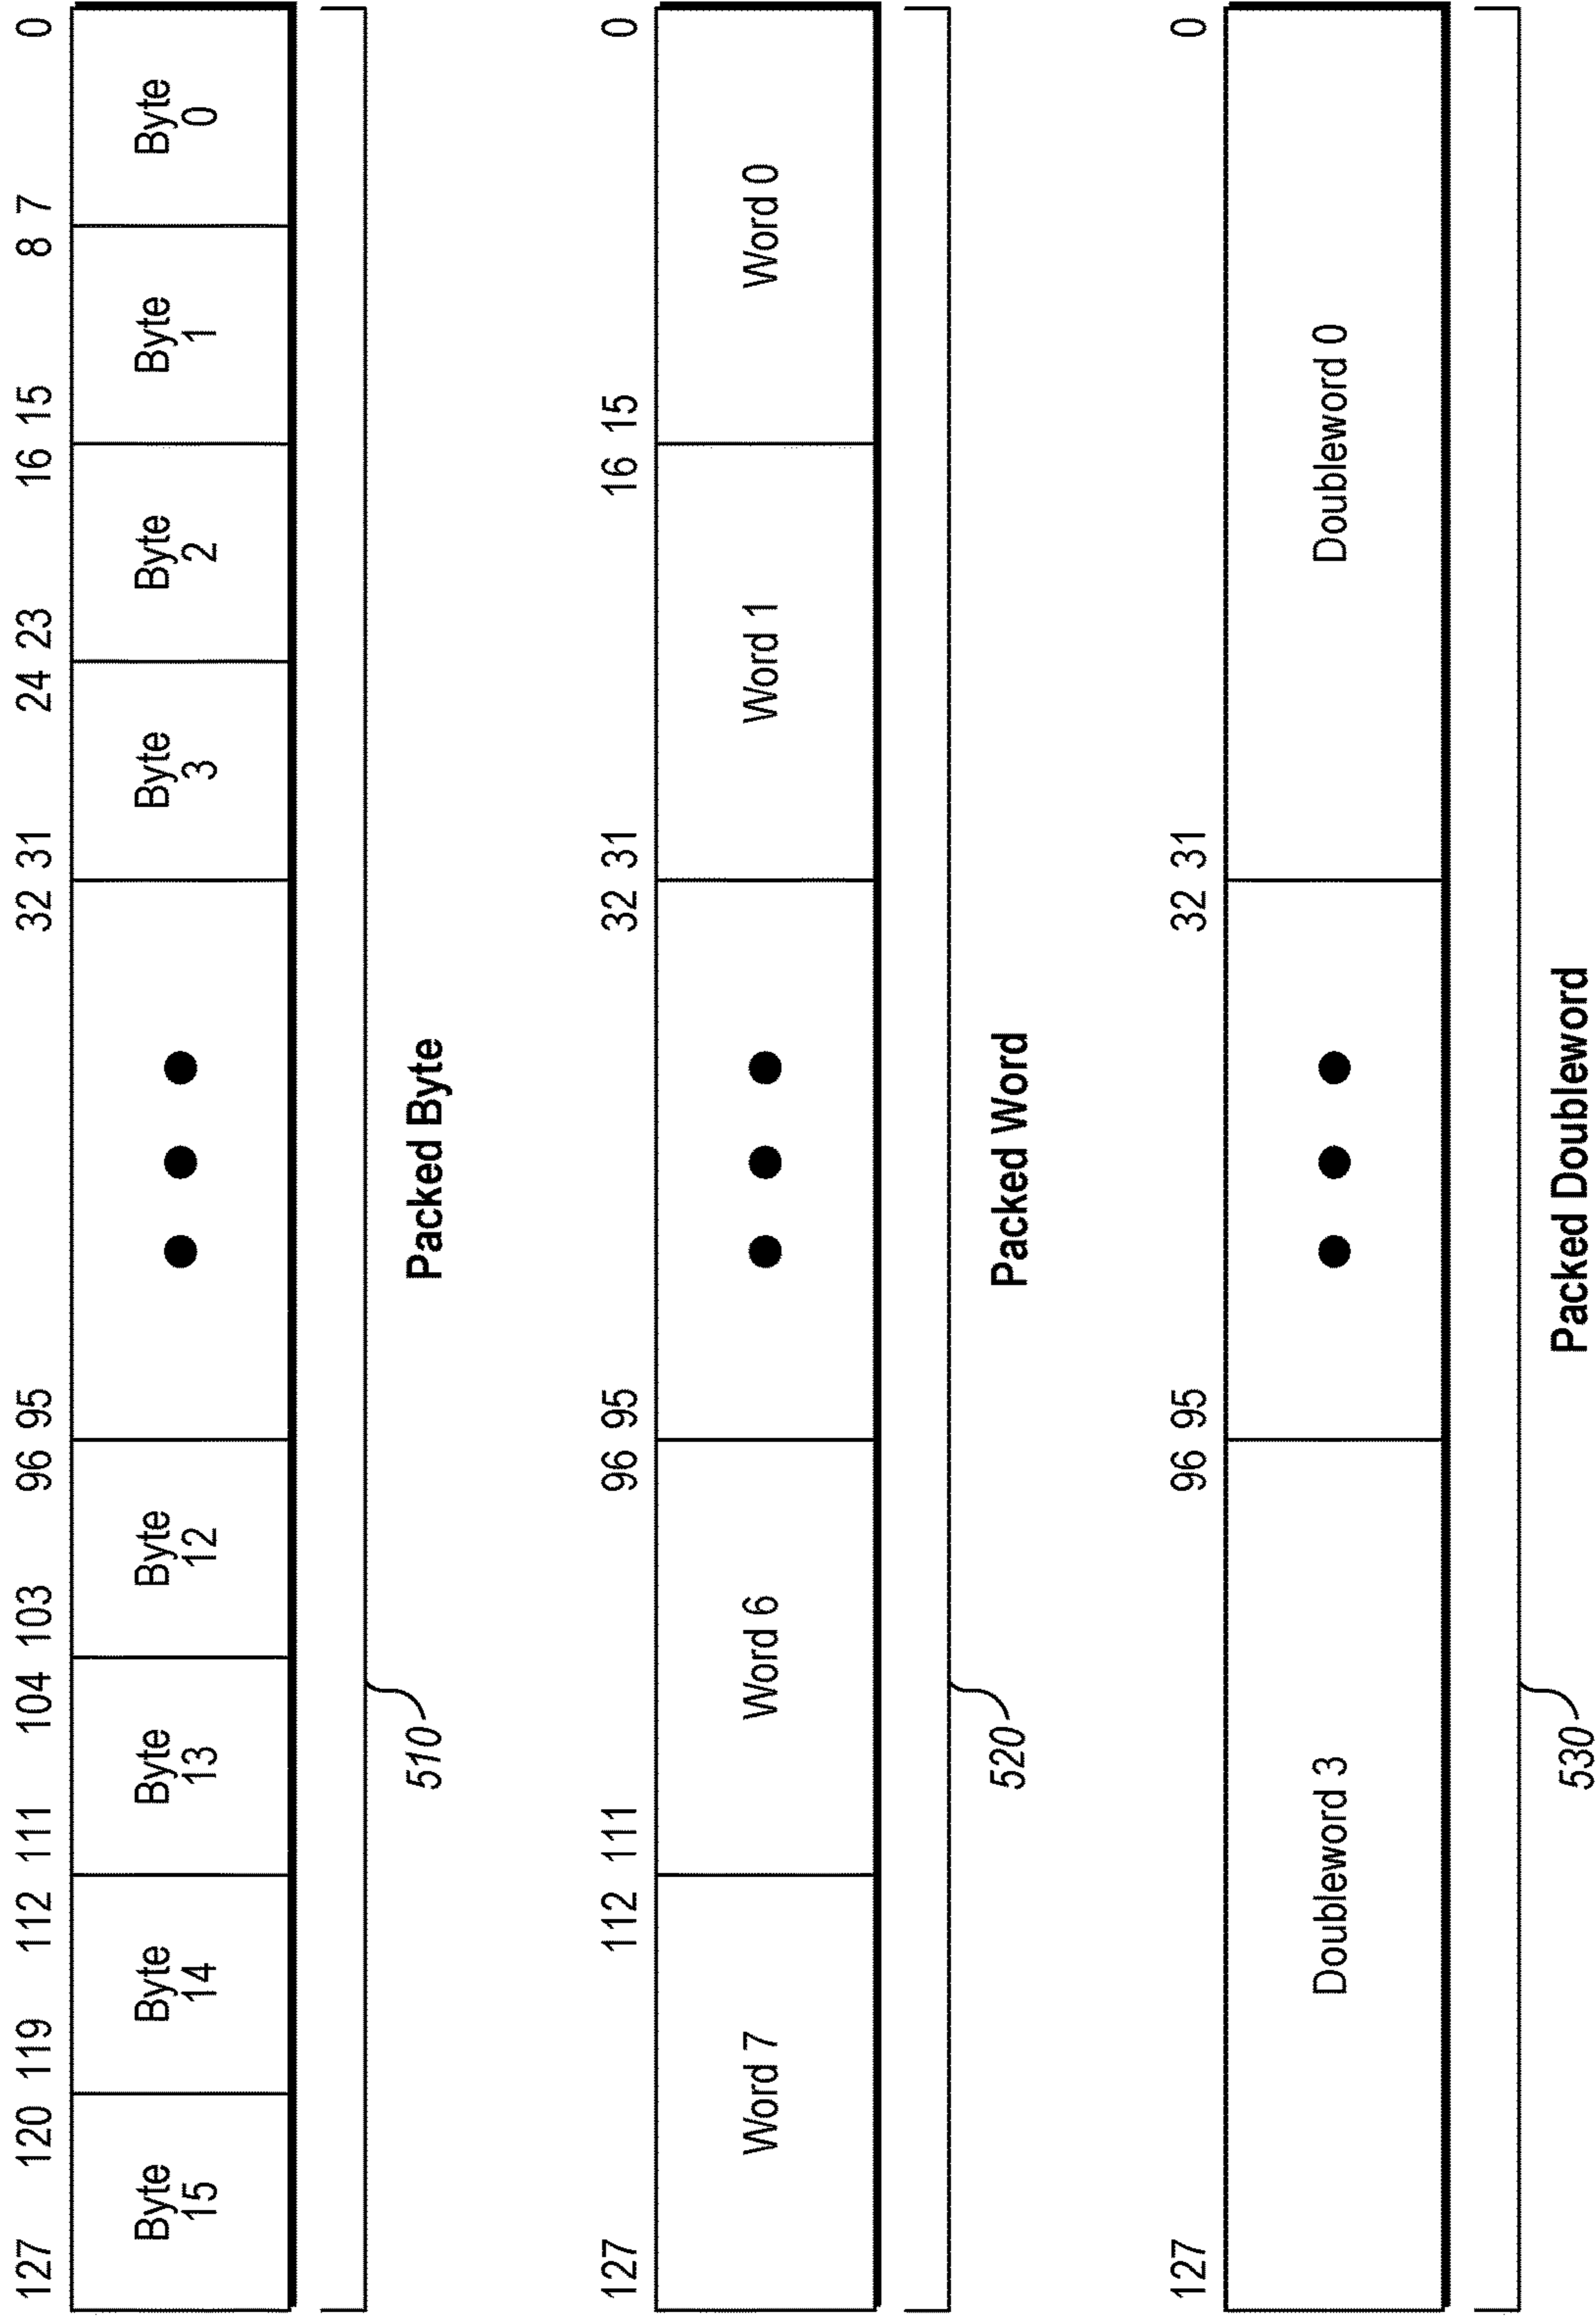 127 120 119 112 111 104 103 96 95 32 31 24 23 16 15 8 7 0
Byte Byte Byte Byte Byte Byte Byte Byte
15 14 13 12 3 2 1 0
510 Packed Byte
127 112 111 96 95 32 31 16 15 0
Word 7 Word 6 Word 1 Word 0
520 Packed Word
127 96 95 32 31 0
Doubleword 3 Doubleword 0
530 Packed Doubleword